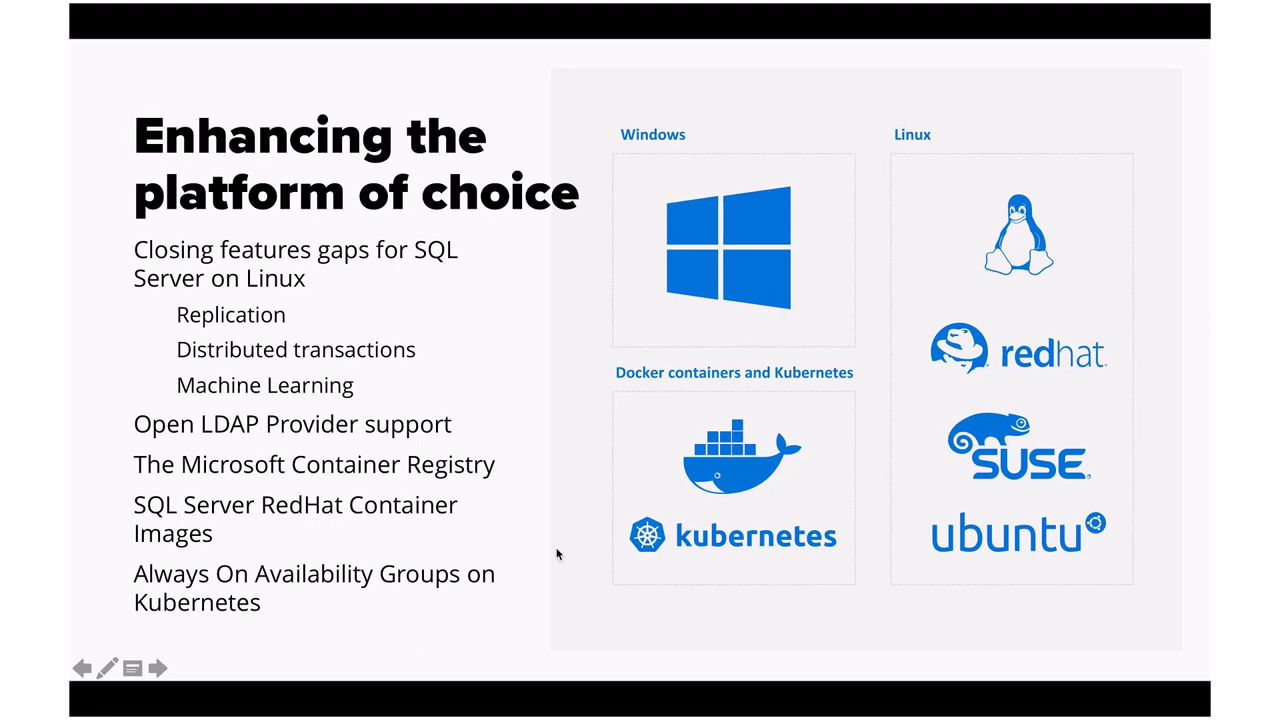 Enhancing the
platform of choice
Closing features gaps for SQL
Server on Linux
Replication
Distributed transactions
Machine Learning
Open LDAP Provider support
The Microsoft Container Registry
SQL Server RedHat Container
Images
Always On Availability Groups on
Kubernetes
Windows
Docker containers and Kubernetes
kubernetes
Linux
redhat.
SUSE
ubuntu